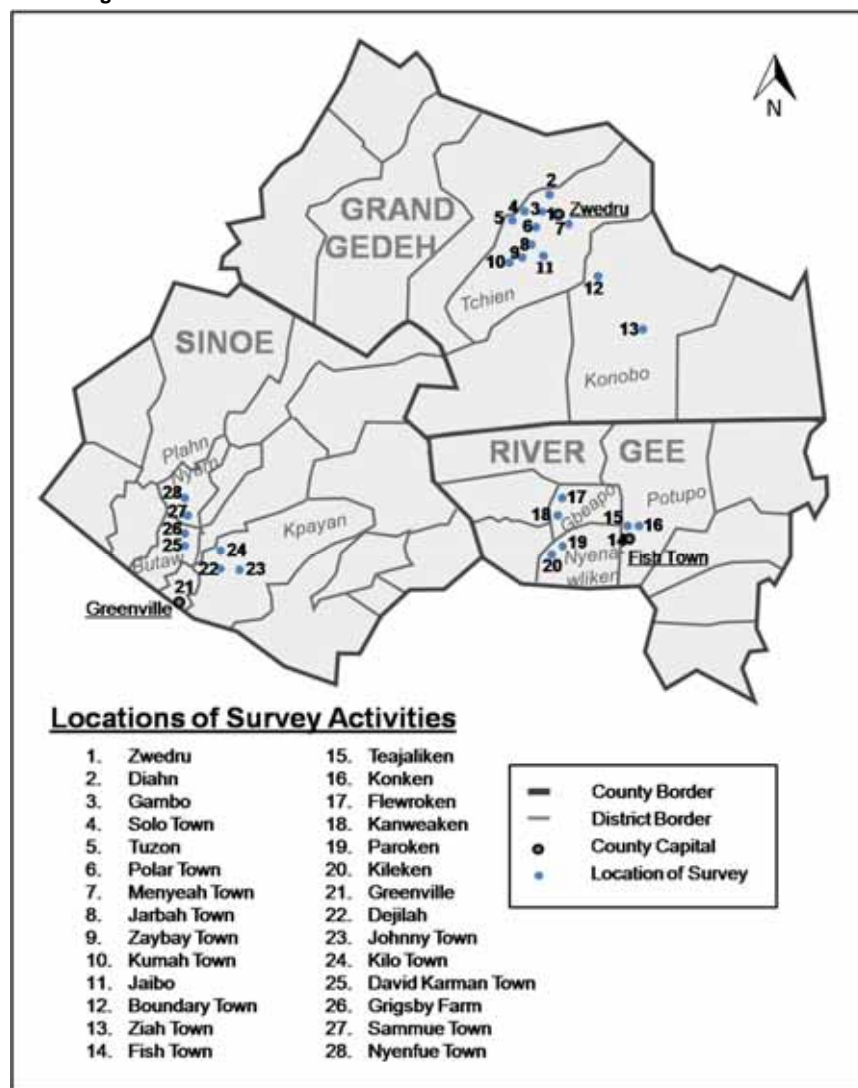 N
2
4
3
1
Zwedru
5
6
7
GRAND
GEDEH
8
9
10
11
Tchien
12
13
SINOE
Konobo
Plahn
Nyam
RIVER GEE
28
17
Gbeapo
Potupo
27
18
15
16
26
Kpayan
25
24
14
19
Butaw
Nyena-
wliken
Fish Town
20
22
23
21
Greenville
Locations of Survey Activities
1. Zwedru
2. Diahn
3. Gambo
4. Solo Town
5. Tuzon
6. Polar Town
7. Menyeah Town
8. Jarbah Town
9. Zaybay Town
10. Kumah Town
11. Jaibo
12. Boundary Town
13. Ziah Town
14. Fish Town
15. Teajaliken
16. Konken
17. Flewroken
18. Kanweaken
19. Paroken
20. Kileken
21. Greenville
22. Dejilah
23. Johnny Town
24. Kilo Town
25. David Karman Town
26. Grigsby Farm
27. Sammue Town
28. Nyenfue Town
County Border
District Border
County Capital
Location of Survey